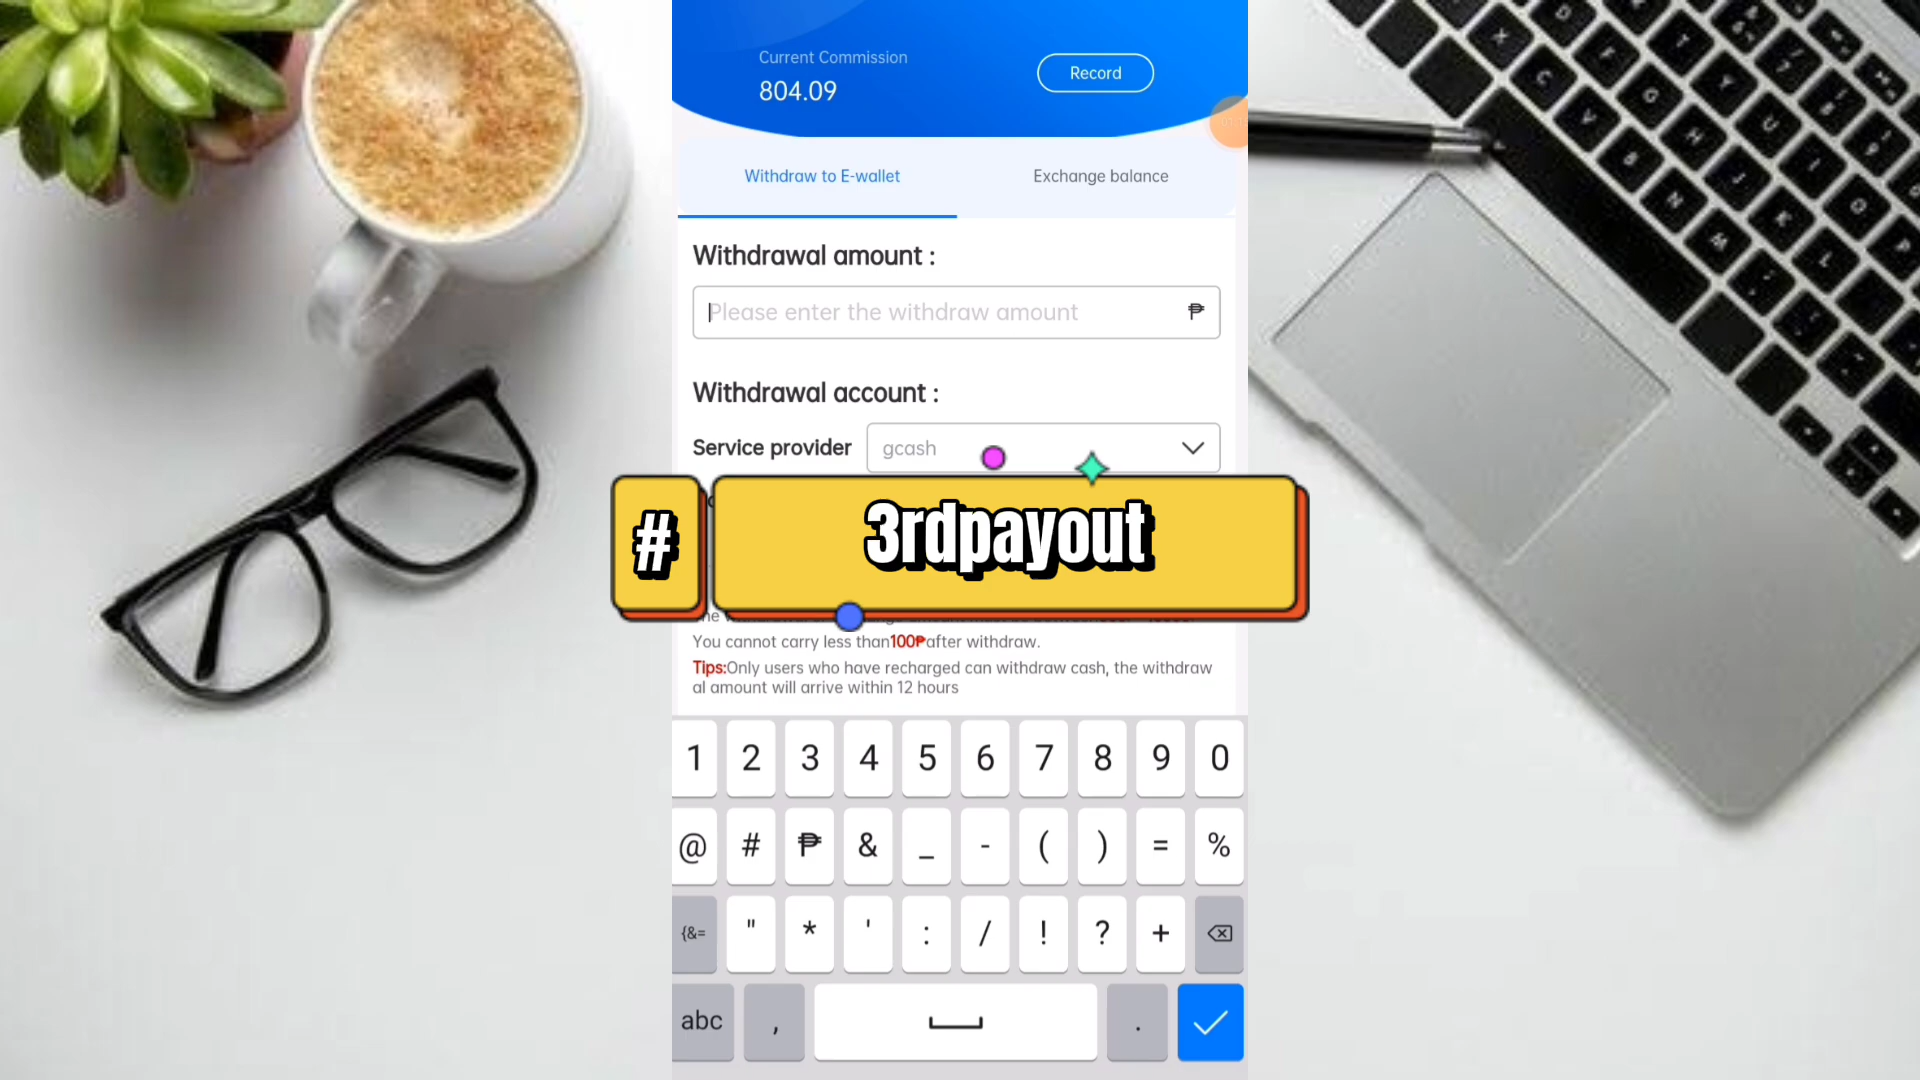 Current Commission
804.09
Record
Withdraw to E-wallet
Exchange balance
Withdrawal amount :
Please enter the withdraw amount ₱
Withdrawal account :
Service provider
gcash
# 3rdpayout
You cannot carry less than100₱after withdraw.
Tips:Only users who have recharged can withdraw cash, the withdraw
al amount will arrive within 12 hours
1 2 3 4 5 6 7 8 9 0
@ # ₱ & _ - ( ) = %
{&= " * ' : / ! ? +
abc , .